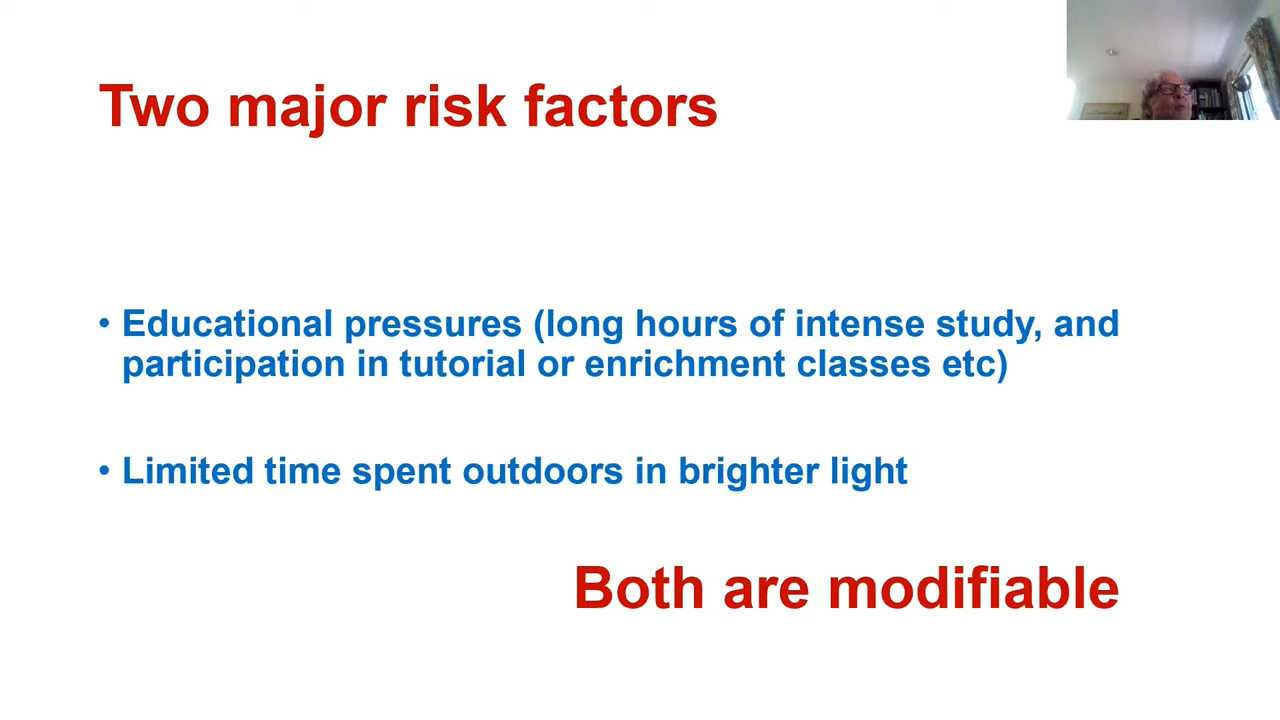 Two major risk factors
• Educational pressures (long hours of intense study, and
participation in tutorial or enrichment classes etc)
• Limited time spent outdoors in brighter light
Both are modifiable